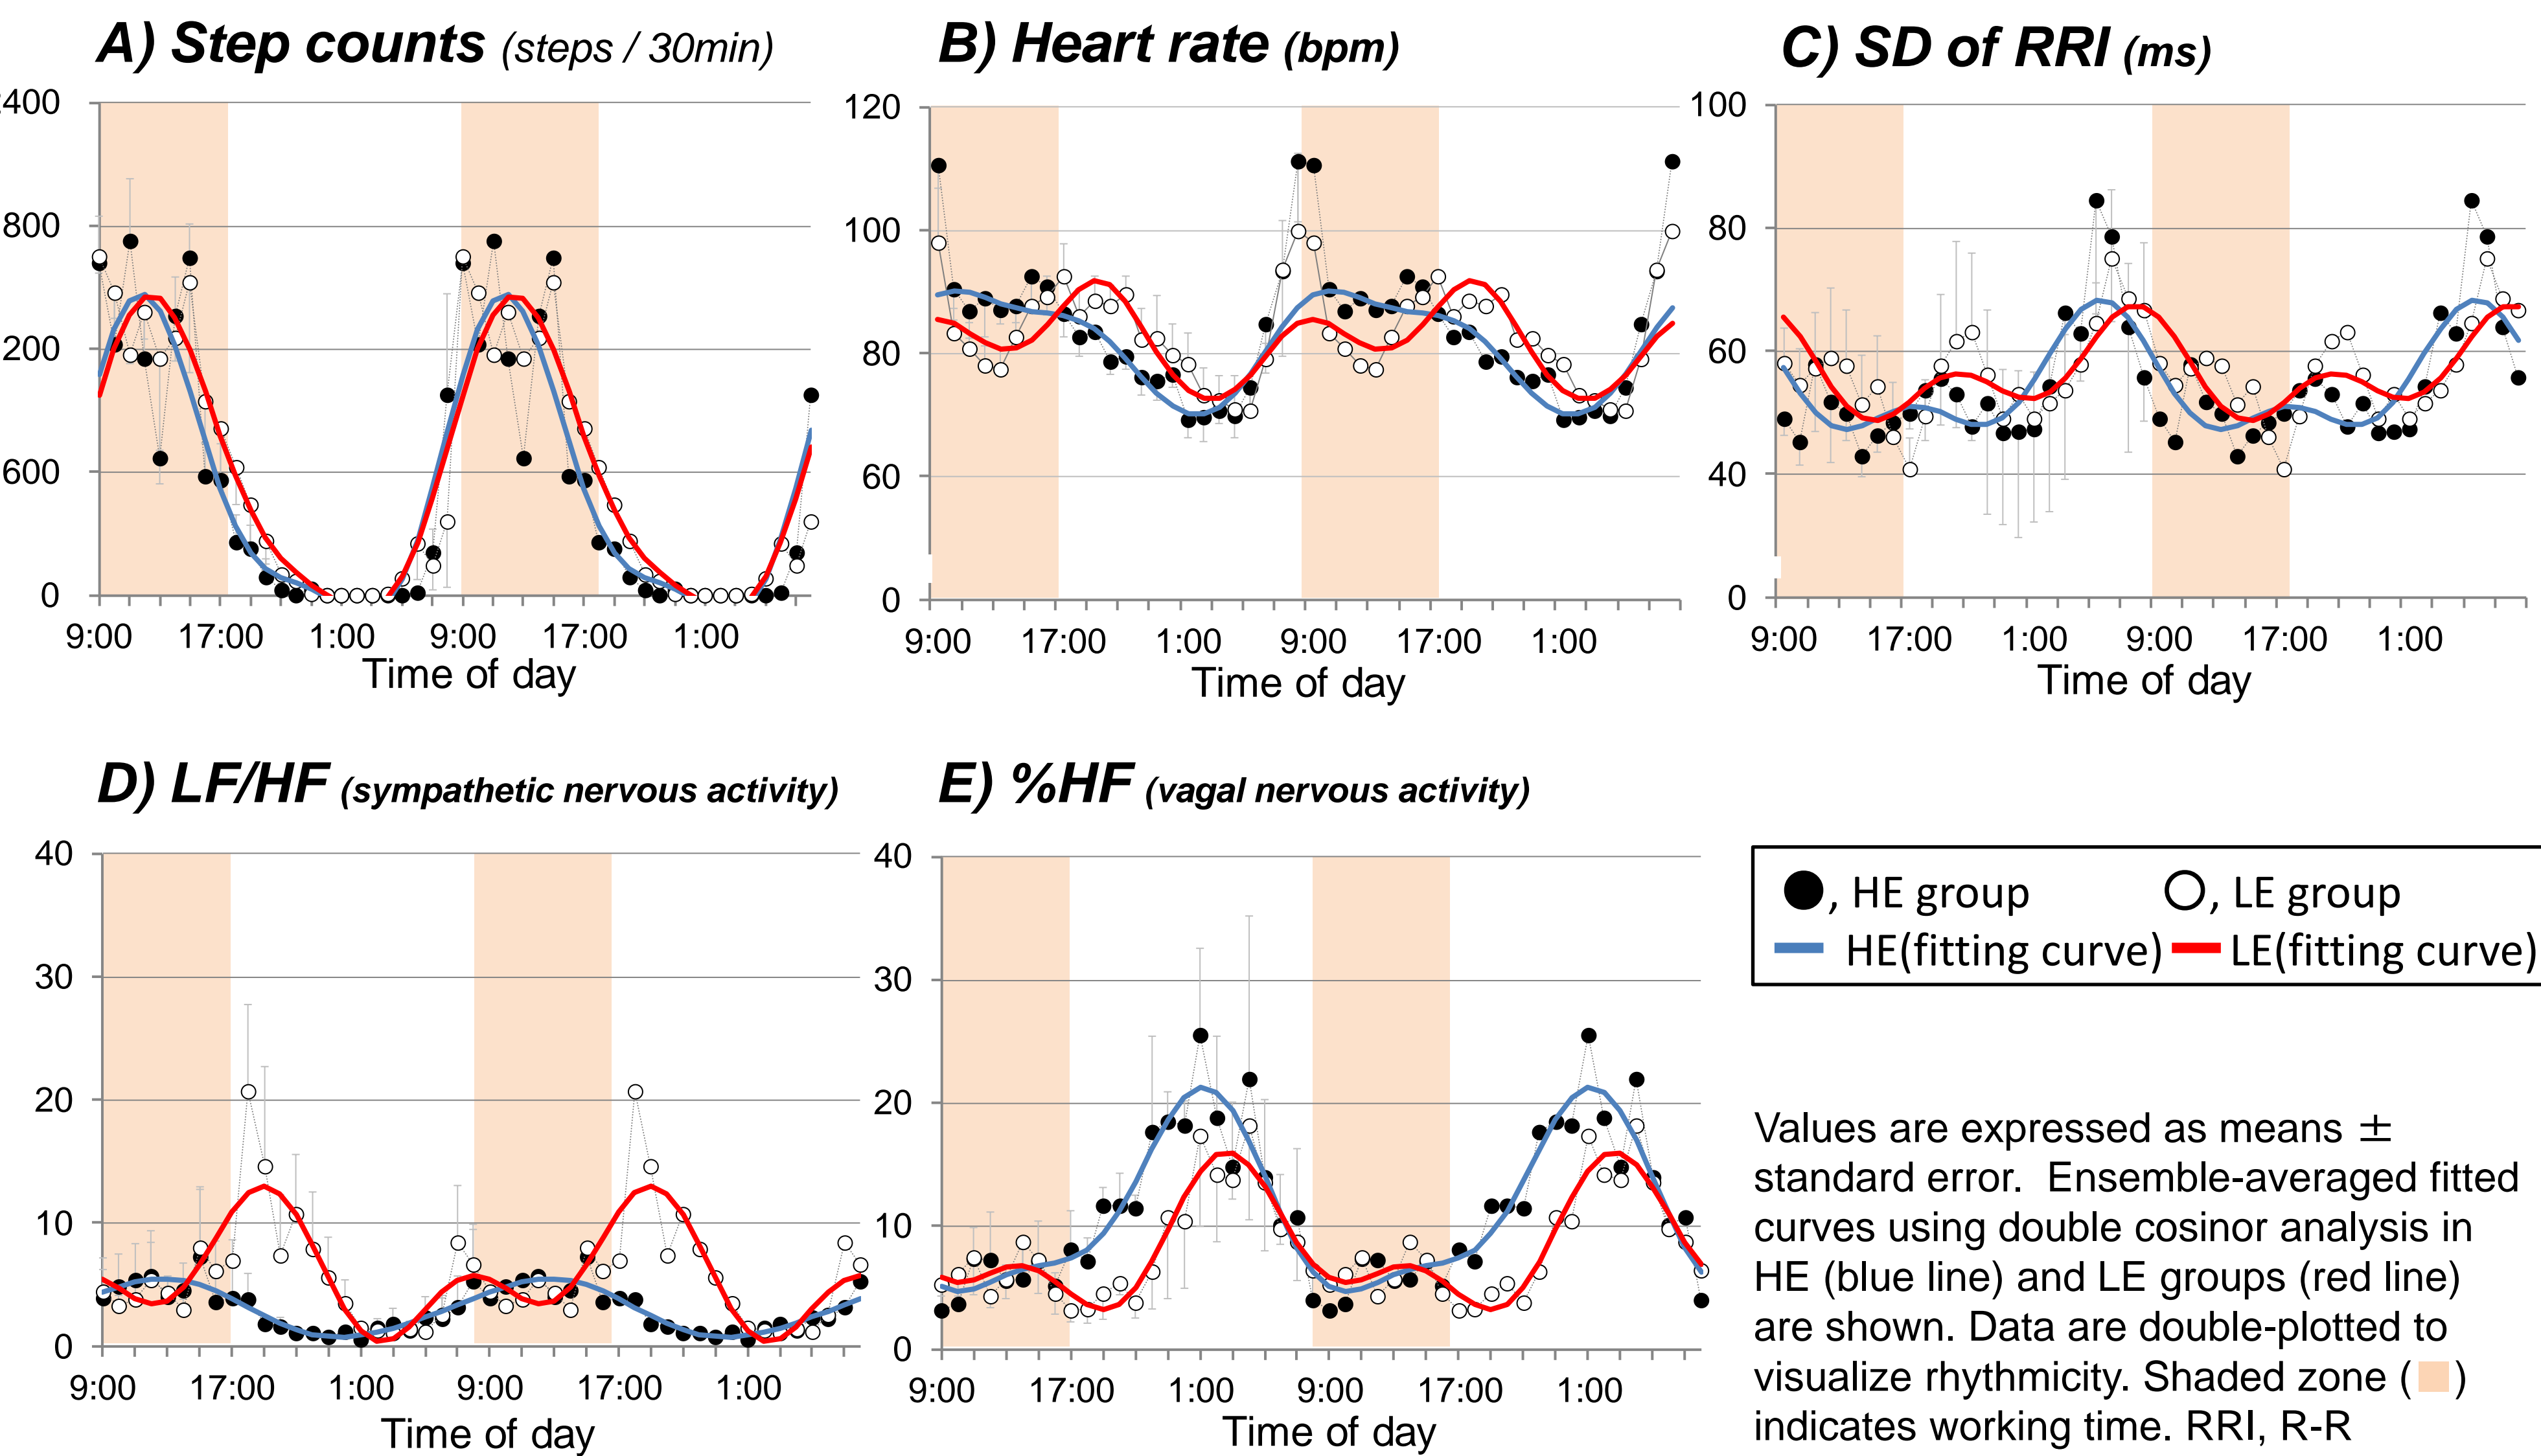 A) Step counts (steps / 30min)
B) Heart rate (bpm)
C) SD of RRI (ms)
2400
800
200
600
0
9:00 17:00 1:00 9:00 17:00 1:00
Time of day
120
100
80
60
0
9:00 17:00 1:00 9:00 17:00 1:00
Time of day
100
80
60
40
0
9:00 17:00 1:00 9:00 17:00 1:00
Time of day
D) LF/HF (sympathetic nervous activity)
E) %HF (vagal nervous activity)
40
30
20
10
0
9:00 17:00 1:00 9:00 17:00 1:00
Time of day
40
30
20
10
0
9:00 17:00 1:00 9:00 17:00 1:00
Time of day
, HE group , LE group
HE(fitting curve) LE(fitting curve)
Values are expressed as means ±
standard error. Ensemble-averaged fitted
curves using double cosinor analysis in
HE (blue line) and LE groups (red line)
are shown. Data are double-plotted to
visualize rhythmicity. Shaded zone ( )
indicates working time. RRI, R-R